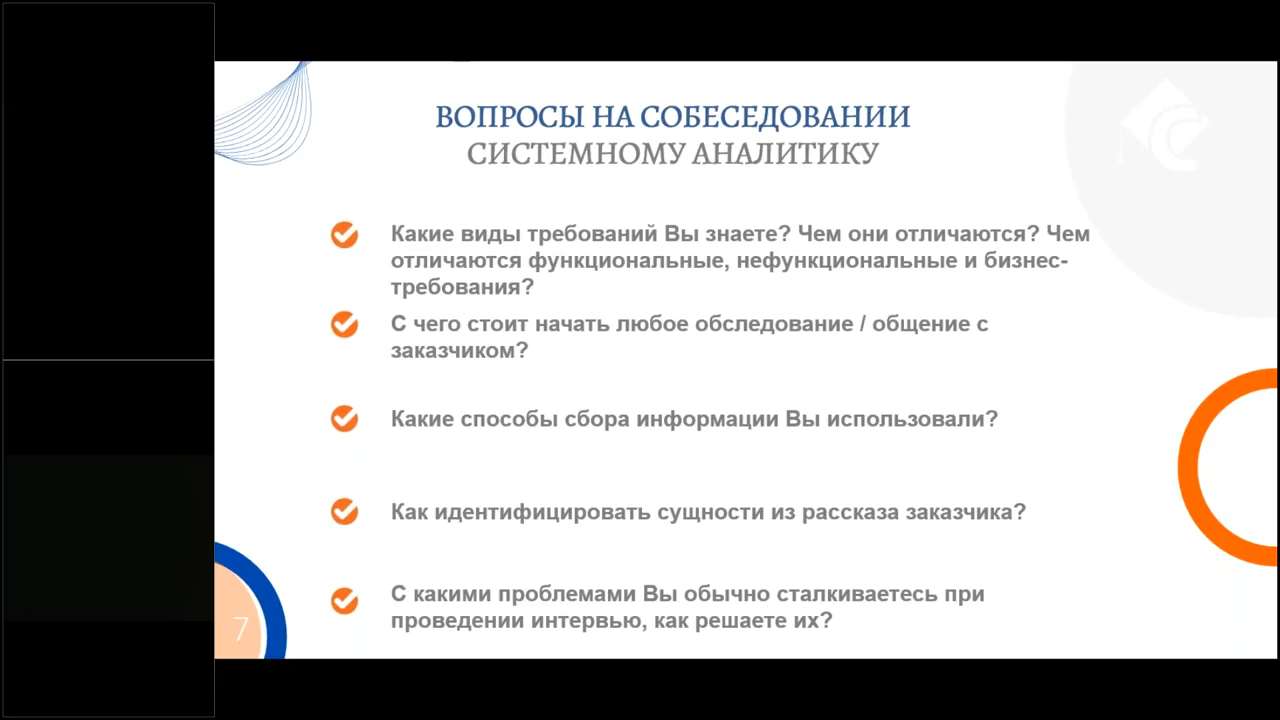 ВОПРОСЫ НА СОБЕСЕДОВАНИИ
СИСТЕМНОМУ АНАЛИТИКУ
Какие виды требований Вы знаете? Чем они отличаются? Чем
отличаются функциональные, нефункциональные и бизнес-
требования?
С чего стоит начать любое обследование / общение с
заказчиком?
Какие способы сбора информации Вы использовали?
Как идентифицировать сущности из рассказа заказчика?
С какими проблемами Вы обычно сталкиваетесь при
проведении интервью, как решаете их?
7